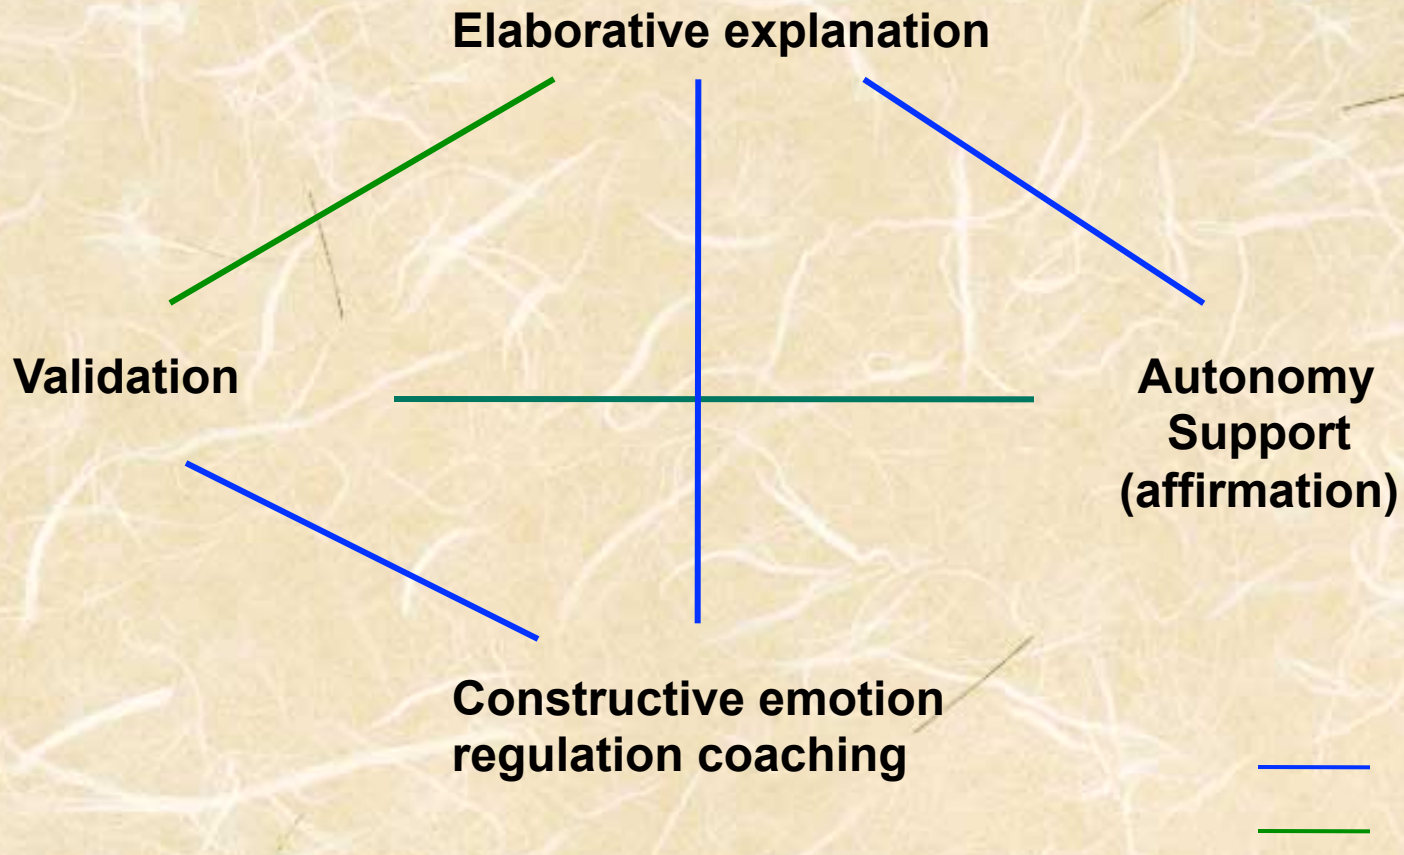 Elaborative explanation
Validation
Autonomy
Support
(affirmation)
Constructive emotion
regulation coaching